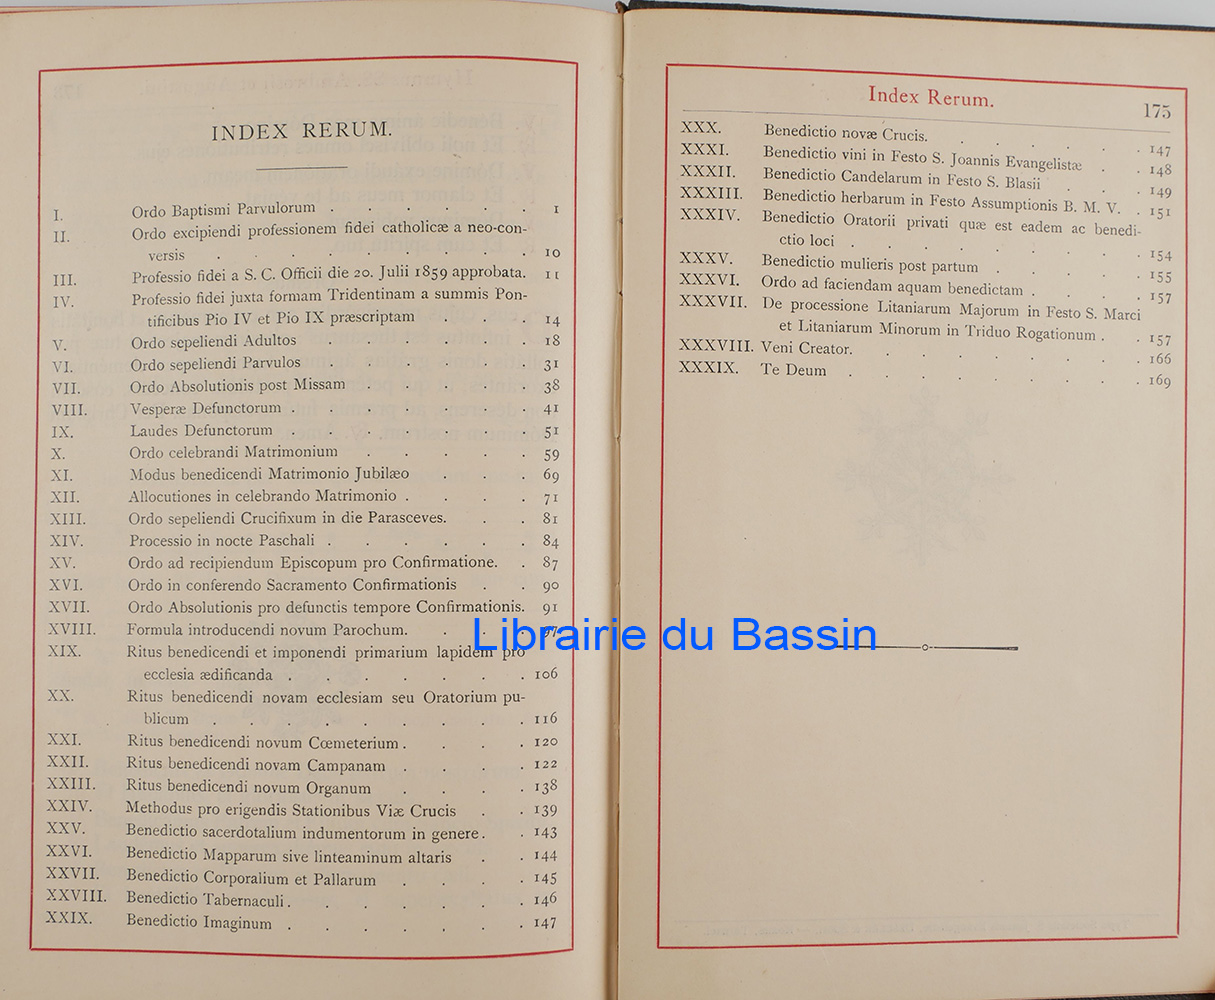 INDEX RERUM.
I. Ordo Baptismi Parvulorum . . . . . . 1
II. Ordo excipiendi professionem fidei catholicæ a neo-con-
versis . . . . . . . . . 10
III. Professio fidei a S. C. Officii die 20. Julii 1859 approbata. 11
IV. Professio fidei juxta formam Tridentinam a summis Pon-
tificibus Pio IV et Pio IX præscriptam . . 14
V. Ordo sepeliendi Adultos . . . . . . 18
VI. Ordo sepeliendi Parvulos . . . . . . 31
VII. Ordo Absolutionis post Missam . . . . . 38
VIII. Vesperæ Defunctorum . . . . . . . 41
IX. Laudes Defunctorum . . . . . . . 51
X. Ordo celebrandi Matrimonium . . . . . 59
XI. Modus benedicendi Matrimonio Jubilæo . . . 69
XII. Allocutiones in celebrando Matrimonio . . . . 71
XIII. Ordo sepeliendi Crucifixum in die Parasceves. . . 81
XIV. Processio in nocte Paschali . . . . . . 84
XV. Ordo ad recipiendum Episcopum pro Confirmatione. . 87
XVI. Ordo in conferendo Sacramento Confirmationis . . 90
XVII. Ordo Absolutionis pro defunctis tempore Confirmationis. 91
XVIII. Formula introducendi novum Parochum. . . . 97
XIX. Ritus benedicendi et imponendi primarium lapidem pro
ecclesia ædificanda . . . . . . . 106
XX. Ritus benedicendi novam ecclesiam seu Oratorium pu-
blicum . . . . . . . . . 116
XXI. Ritus benedicendi novum Cœmeterium . . . . 120
XXII. Ritus benedicendi novam Campanam . . . . 122
XXIII. Ritus benedicendi novum Organum . . . . 138
XXIV. Methodus pro erigendis Stationibus Viæ Crucis . . 139
XXV. Benedictio sacerdotalium indumentorum in genere . . 143
XXVI. Benedictio Mapparum sive linteaminum altaris . . 144
XXVII. Benedictio Corporalium et Pallarum . . . . 145
XXVIII. Benedictio Tabernaculi . . . . . . . 146
XXIX. Benedictio Imaginum . . . . . . . 147
Index Rerum. 175
XXX. Benedictio novæ Crucis. . . . . . . 147
XXXI. Benedictio vini in Festo S. Joannis Evangelistæ . . 148
XXXII. Benedictio Candelarum in Festo S. Blasii . . . 149
XXXIII. Benedictio herbarum in Festo Assumptionis B. M. V. . 151
XXXIV. Benedictio Oratorii privati quæ est eadem ac benedi-
ctio loci . . . . . . . . . 154
XXXV. Benedictio mulieris post partum . . . . . 155
XXXVI. Ordo ad faciendam aquam benedictam . . . . 157
XXXVII. De processione Litaniarum Majorum in Festo S. Marci
et Litaniarum Minorum in Triduo Rogationum . . 157
XXXVIII. Veni Creator. . . . . . . . . 166
XXXIX. Te Deum . . . . . . . . . 169
Librairie du Bassin